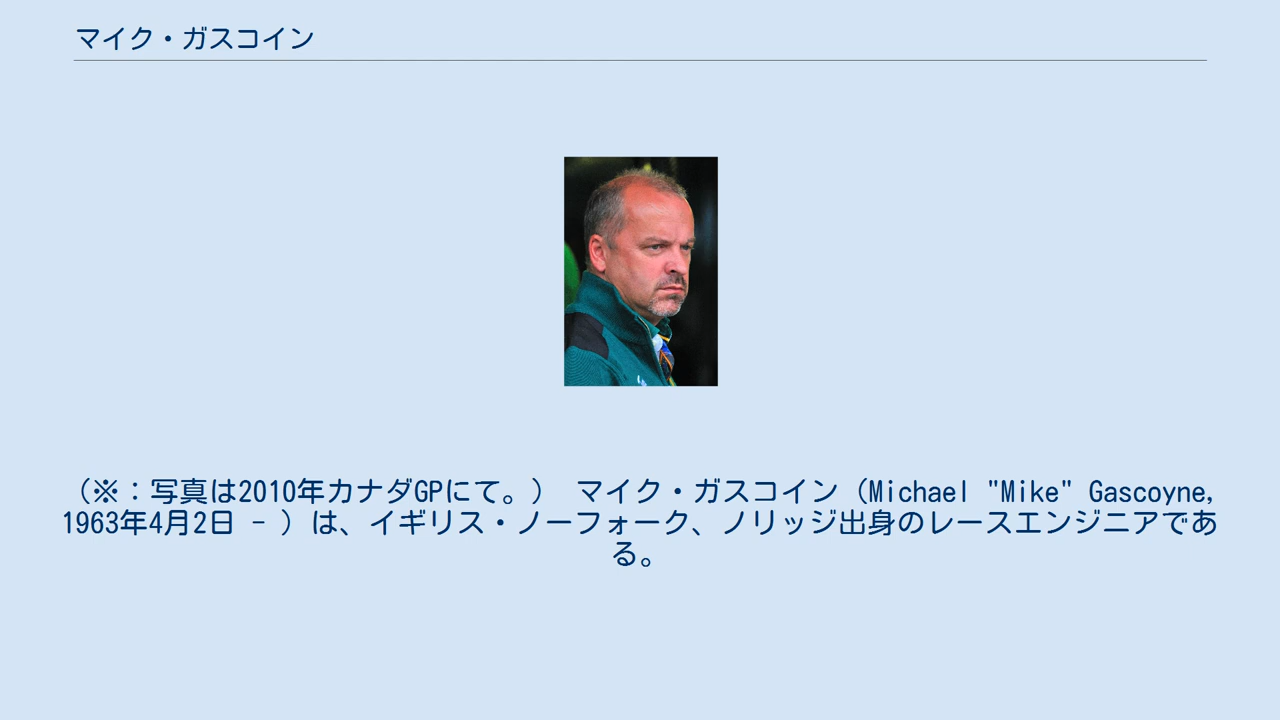 マイク・ガスコイン
（※：写真は2010年カナダGPにて。） マイク・ガスコイン（Michael "Mike" Gascoyne,
1963年4月2日 - ）は、イギリス・ノーフォーク、ノリッジ出身のレースエンジニアであ
る。